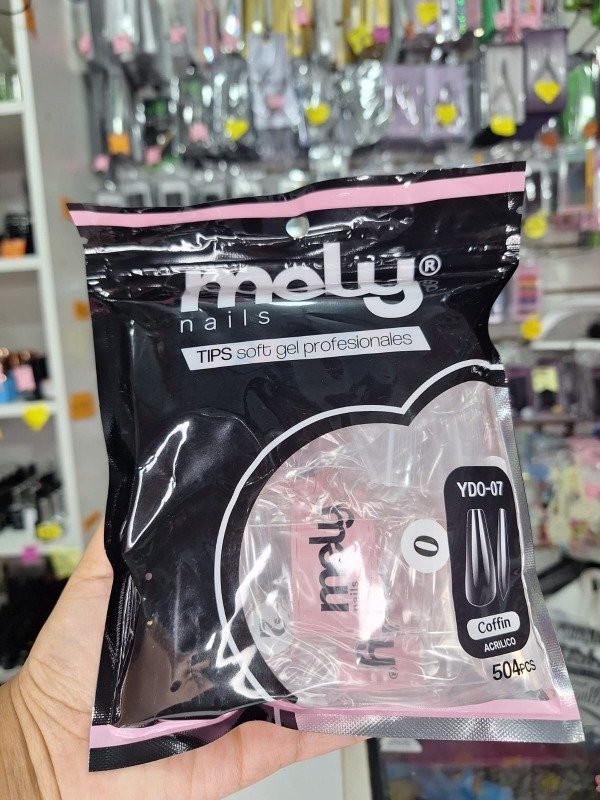 moly®
nails
TIPS soft gel profesionales
YDO-07
0
moly
nails
Coffin
ACRILICO
504PCS